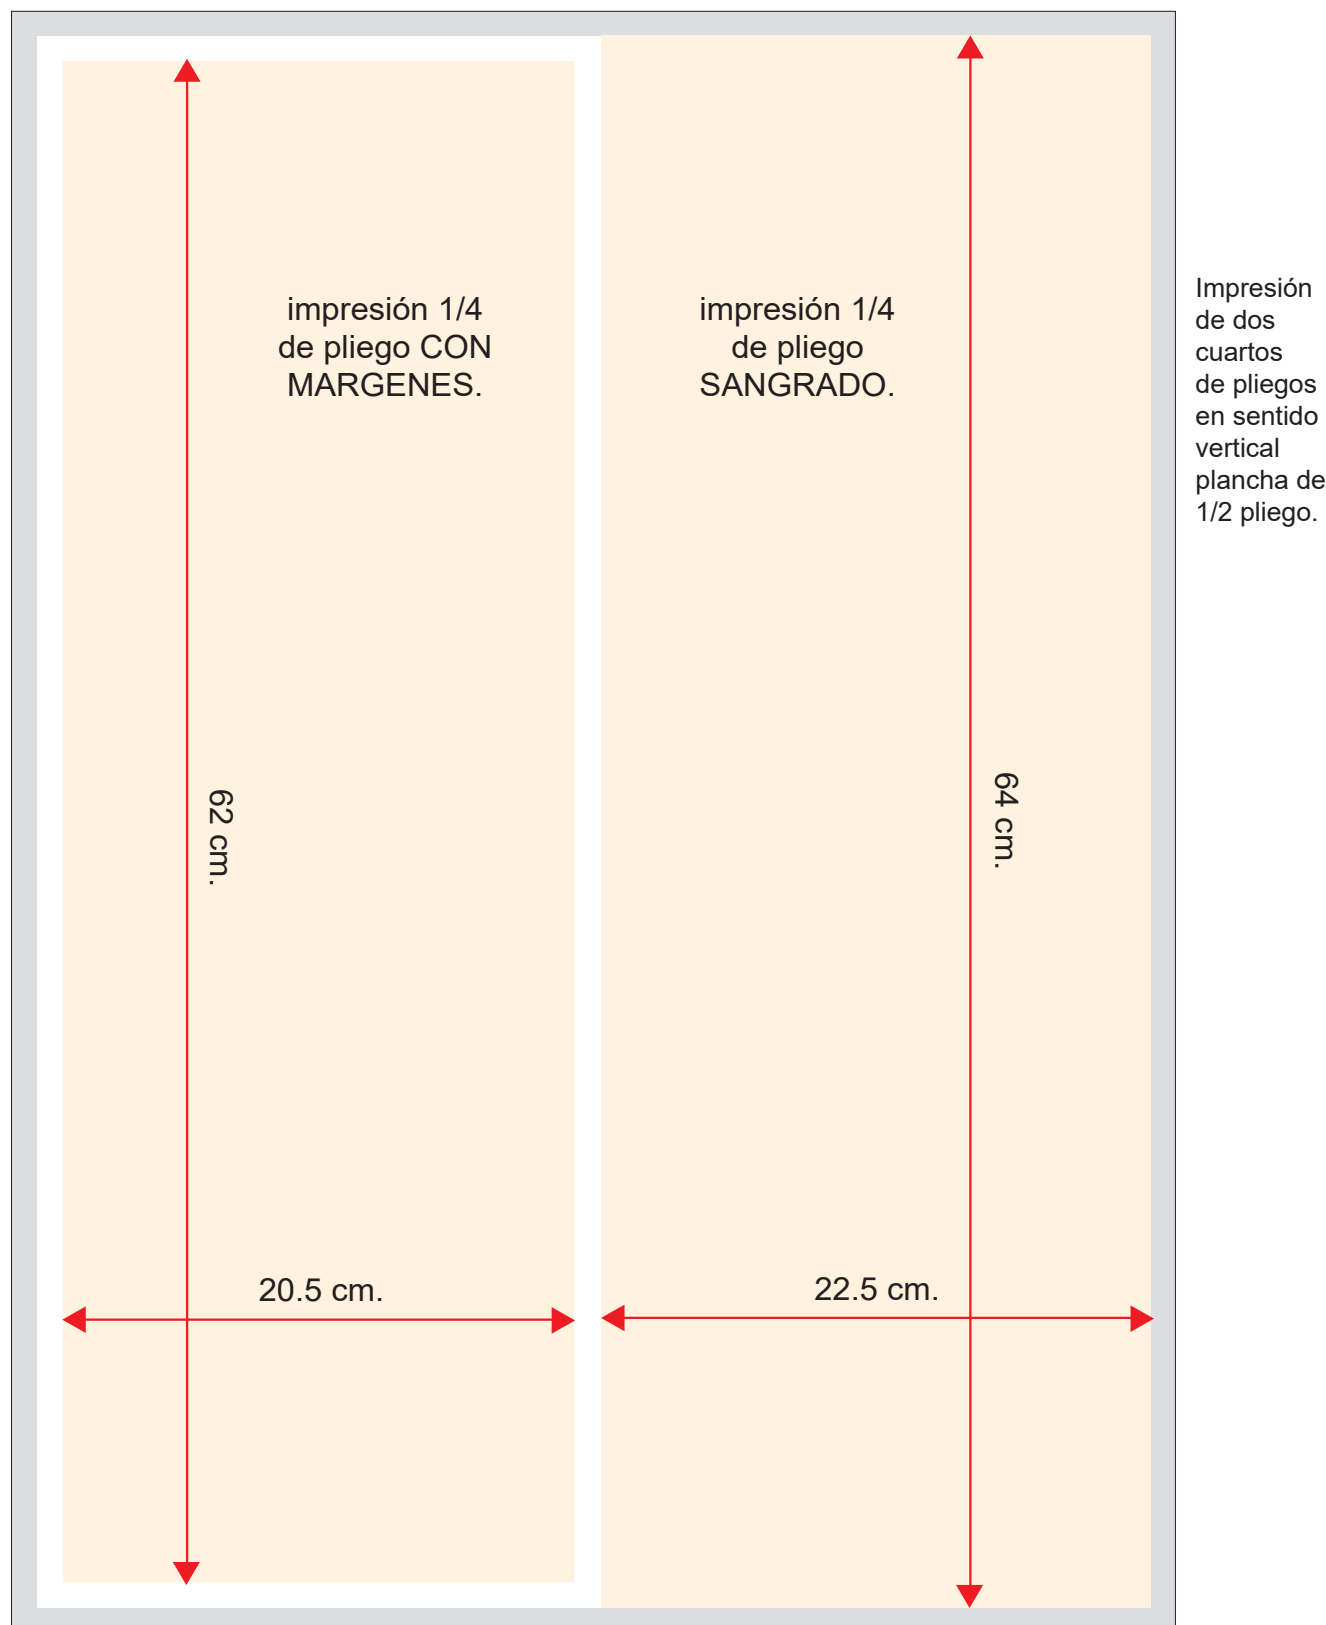 impresión 1/4
de pliego CON
MARGENES.
impresión 1/4
de pliego
SANGRADO.
Impresión
de dos
cuartos
de pliegos
en sentido
vertical
plancha de
1/2 pliego.
62 cm.
64 cm.
20.5 cm.
22.5 cm.